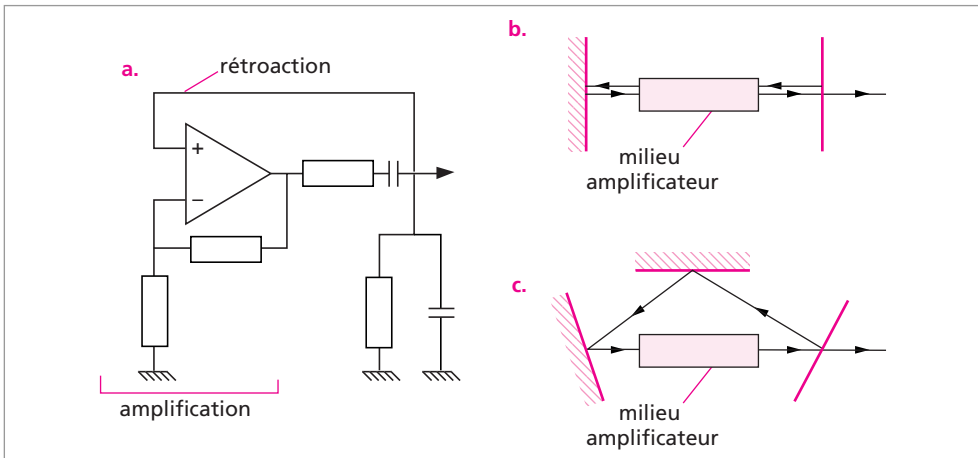 a.
rétroaction
+
−
amplification
b.
milieu
amplificateur
c.
milieu
amplificateur